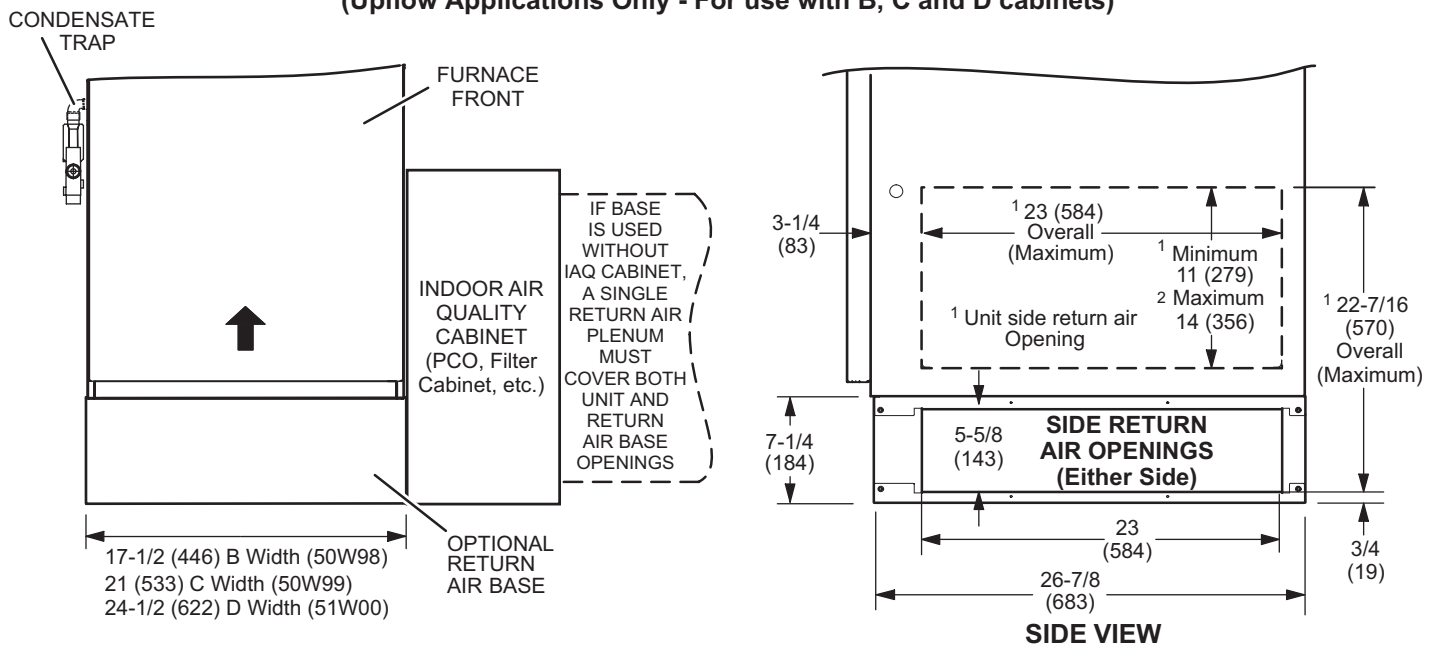 (Upflow Applications Only - For use with B, C and D cabinets)
CONDENSATE
TRAP
FURNACE
FRONT
INDOOR AIR
QUALITY
CABINET
(PCO, Filter
Cabinet, etc.)
IF BASE
IS USED
WITHOUT
IAQ CABINET,
A SINGLE
RETURN AIR
PLENUM
MUST
COVER BOTH
UNIT AND
RETURN
AIR BASE
OPENINGS
17-1/2 (446) B Width (50W98)
21 (533) C Width (50W99)
24-1/2 (622) D Width (51W00)
OPTIONAL
RETURN
AIR BASE
3-1/4
(83)
1 23 (584)
Overall
(Maximum)
1 Minimum
11 (279)
2 Maximum
14 (356)
1 Unit side return air
Opening
1 22-7/16
(570)
Overall
(Maximum)
7-1/4
(184)
5-5/8
(143)
SIDE RETURN
AIR OPENINGS
(Either Side)
23
(584)
3/4
(19)
26-7/8
(683)
SIDE VIEW